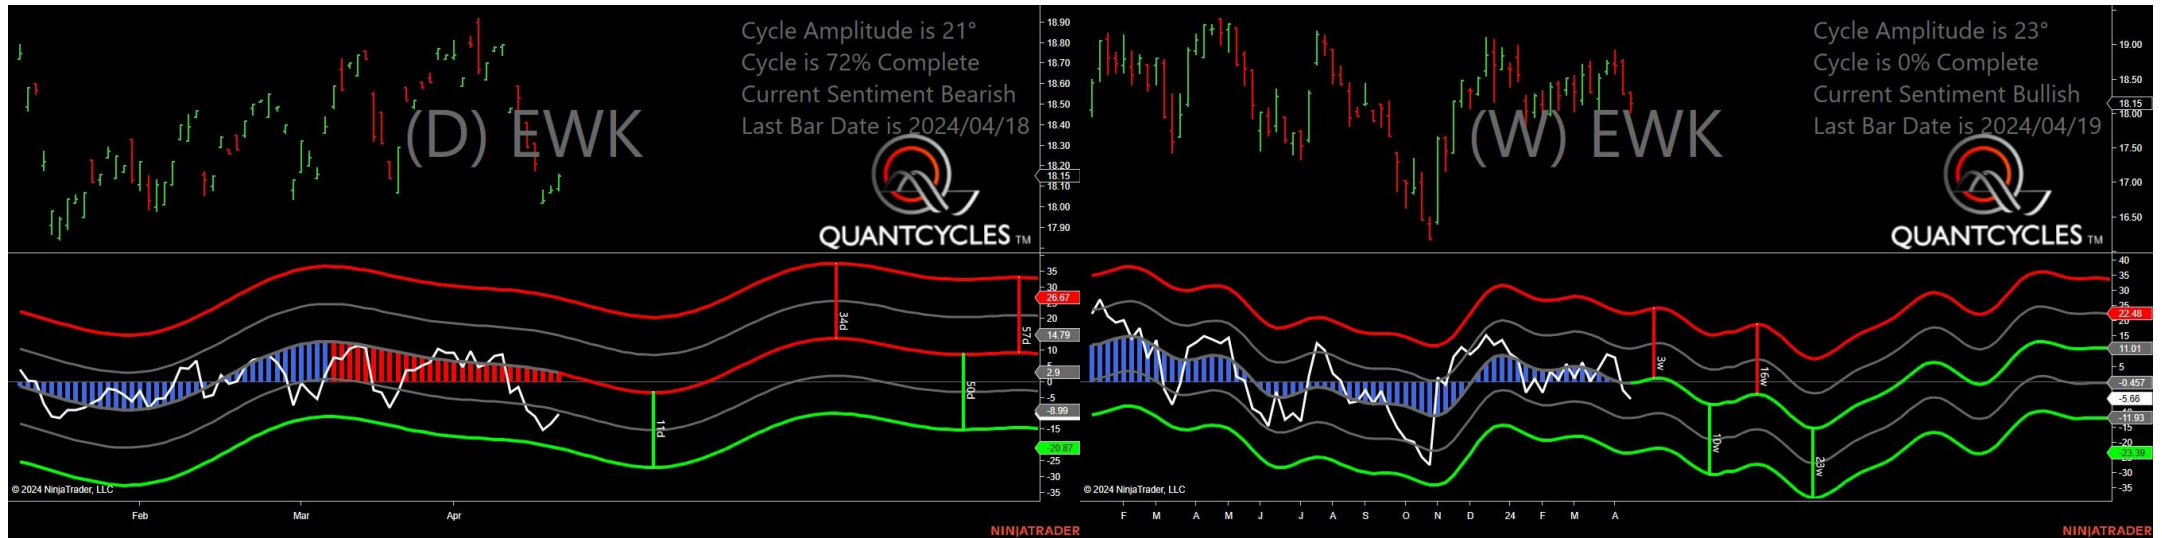 Cycle Amplitude is 21°
Cycle is 72% Complete
Current Sentiment Bearish
Last Bar Date is 2024/04/18
(D) EWK
QUANTCYCLES TM
18.90
18.80
18.70
18.60
18.50
18.40
18.30
18.20
18.15
18.10
18.00
17.90
35
30
26.67
20
14.79
10
5
2.9
0
-5
-8.99
-15
-20.87
-25
-30
-35
34d
57d
11d
50d
© 2024 NinjaTrader, LLC
Feb Mar Apr
NINJATRADER
Cycle Amplitude is 23°
Cycle is 0% Complete
Current Sentiment Bullish
Last Bar Date is 2024/04/19
(W) EWK
QUANTCYCLES TM
19.00
18.50
18.15
18.00
17.50
17.00
16.50
40
35
30
22.48
20
15
11.01
5
-0.457
-5.66
-11.93
-15
-20
-23.39
-30
-35
3w
16w
10w
23w
© 2024 NinjaTrader, LLC
F M A M J J A S O N D 24 F M A
NINJATRADER